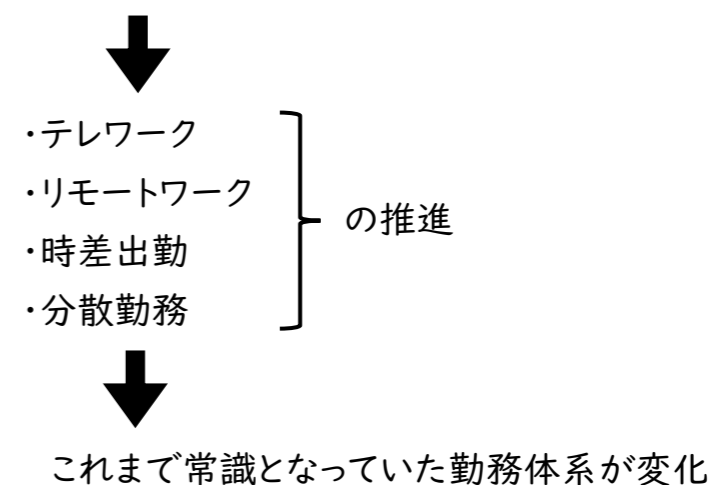 ・テレワーク
・リモートワーク
・時差出勤
・分散勤務
の推進
これまで常識となっていた勤務体系が変化